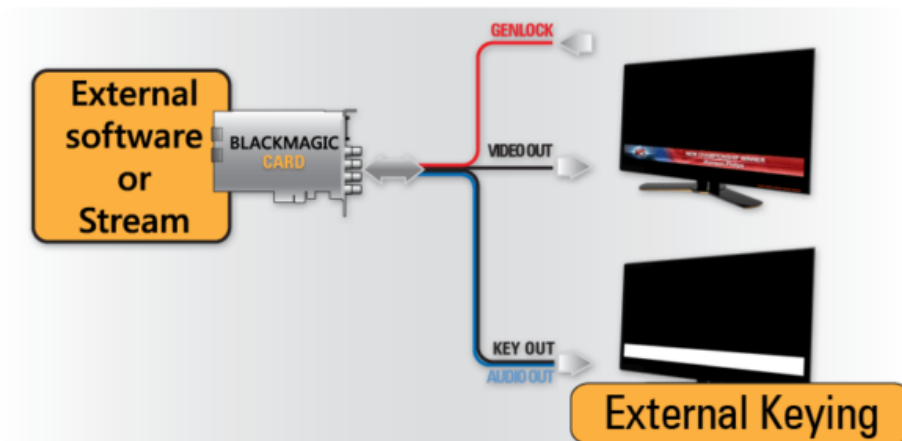 GENLOCK
External
software
or
Stream
BLACKMAGIC
CARD
VIDEO OUT
KEY OUT
AUDIO OUT
External Keying